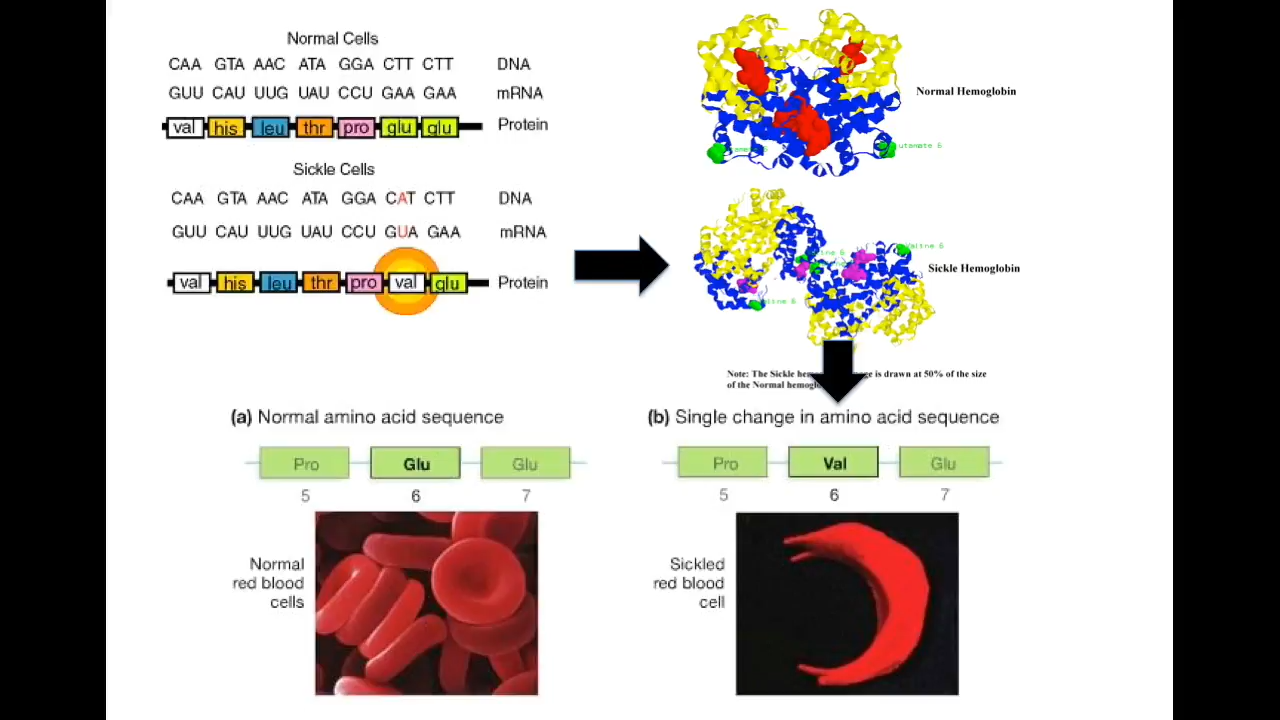 Normal Cells
CAA GTA AAC ATA GGA CTT CTT DNA
GUU CAU UUG UAU CCU GAA GAA mRNA
val his leu thr pro glu glu Protein
Sickle Cells
CAA GTA AAC ATA GGA CAT CTT DNA
GUU CAU UUG UAU CCU GUA GAA mRNA
val his leu thr pro val glu Protein
Normal Hemoglobin
Valine 6
Sickle Hemoglobin
Note: The Sickle is drawn at 50% of the size
of the Normal
(a) Normal amino acid sequence
Pro Glu Glu
5 6 7
Normal
red blood
cells
(b) Single change in amino acid sequence
Pro Val Glu
5 6 7
Sickled
red blood
cell